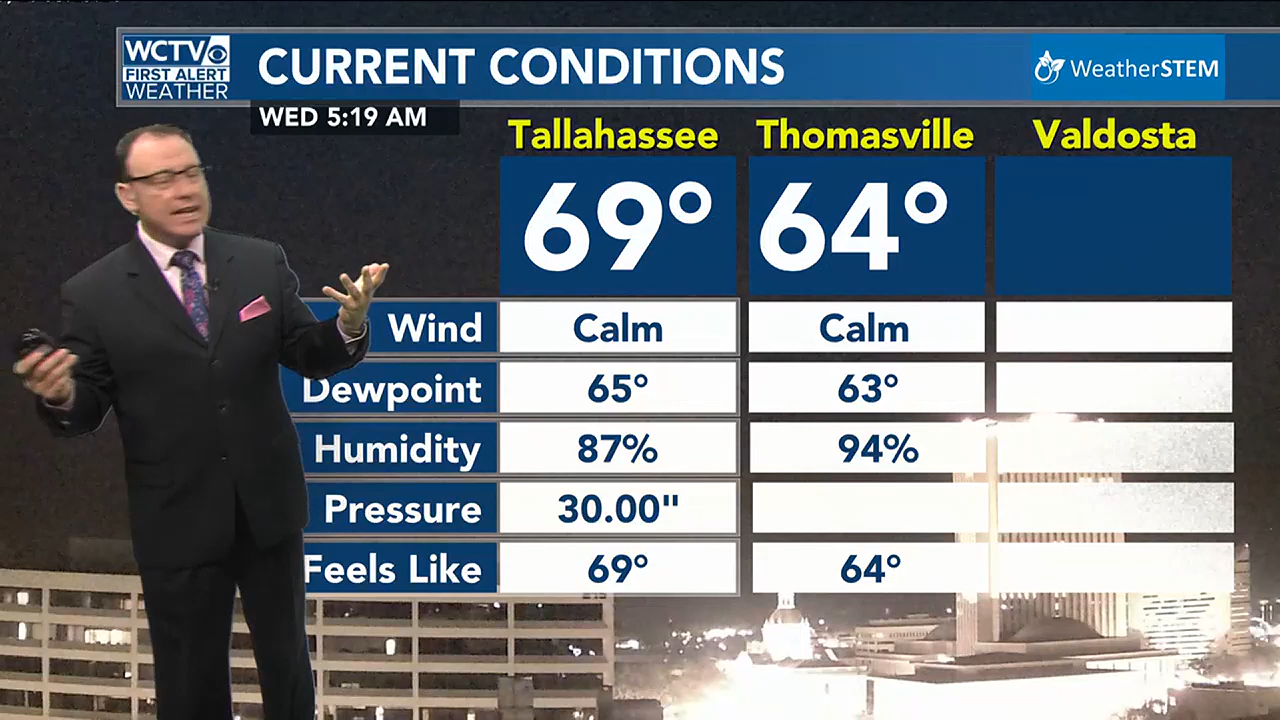 WCTV
FIRST ALERT
WEATHER
CURRENT CONDITIONS
WeatherSTEM
WED 5:19 AM
Tallahassee Thomasville Valdosta
69° 64°
Wind Calm Calm
Dewpoint 65° 63°
Humidity 87% 94%
Pressure 30.00"
Feels Like 69° 64°